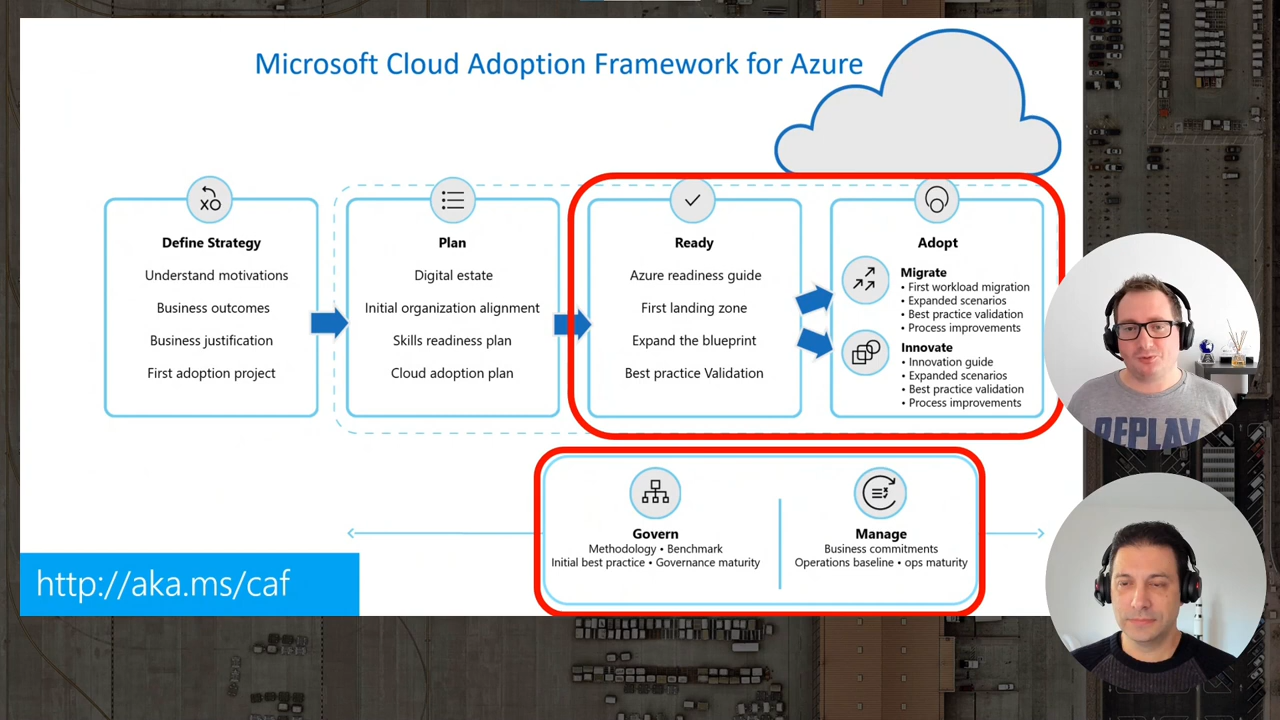 Microsoft Cloud Adoption Framework for Azure
Define Strategy
Understand motivations
Business outcomes
Business justification
First adoption project
Plan
Digital estate
Initial organization alignment
Skills readiness plan
Cloud adoption plan
Ready
Azure readiness guide
First landing zone
Expand the blueprint
Best practice Validation
Adopt
Migrate
• First workload migration
• Expanded scenarios
• Best practice validation
• Process improvements
Innovate
• Innovation guide
• Expanded scenarios
• Best practice validation
• Process improvements
Govern
Methodology • Benchmark
Initial best practice • Governance maturity
Manage
Business commitments
Operations baseline • ops maturity
http://aka.ms/caf
REPLAY